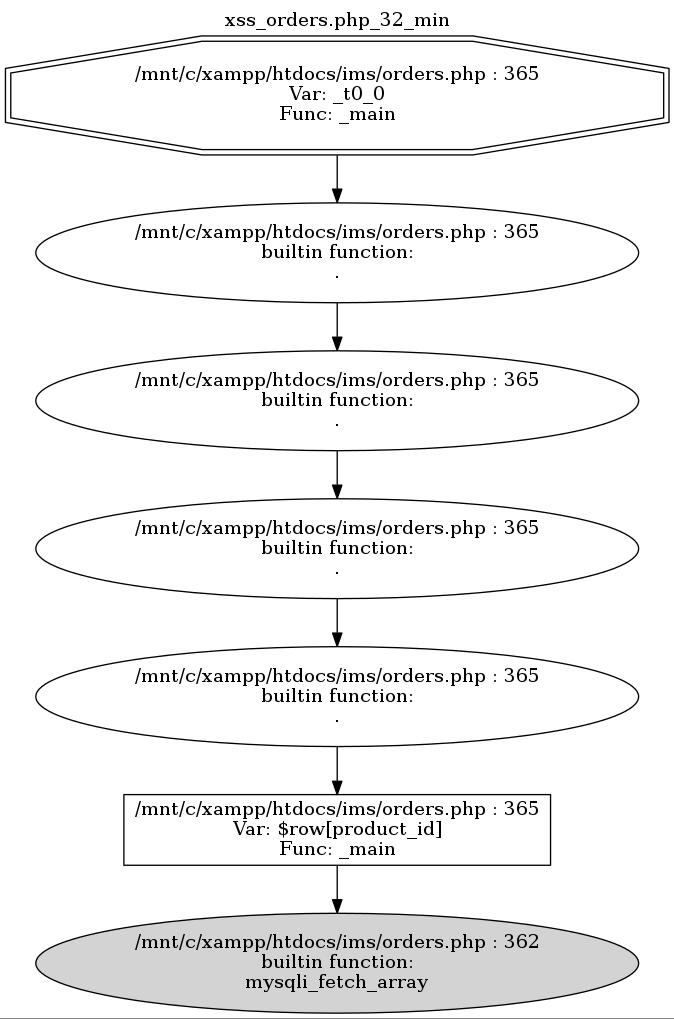 xss_orders.php_32_min
/mnt/c/xampp/htdocs/ims/orders.php : 365
Var: _t0_0
Func: _main
/mnt/c/xampp/htdocs/ims/orders.php : 365
builtin function:
.
/mnt/c/xampp/htdocs/ims/orders.php : 365
builtin function:
.
/mnt/c/xampp/htdocs/ims/orders.php : 365
builtin function:
.
/mnt/c/xampp/htdocs/ims/orders.php : 365
builtin function:
.
/mnt/c/xampp/htdocs/ims/orders.php : 365
Var: $row[product_id]
Func: _main
/mnt/c/xampp/htdocs/ims/orders.php : 362
builtin function:
mysqli_fetch_array